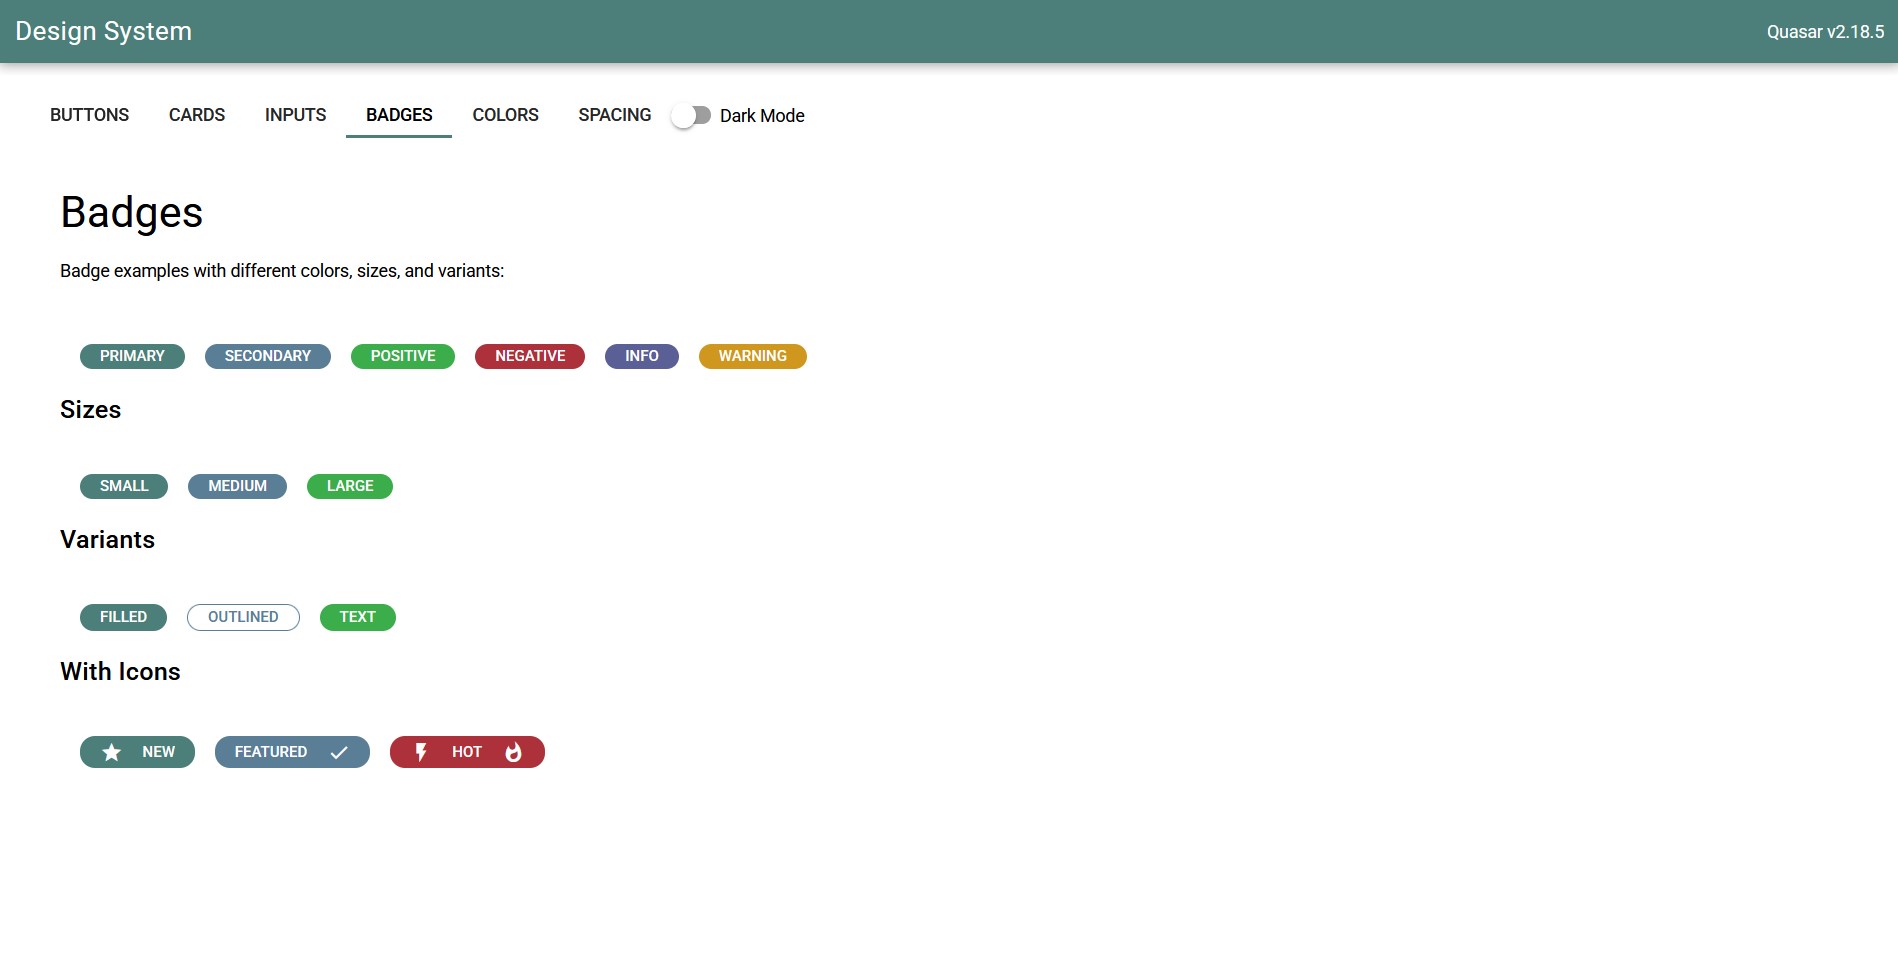 Design System
Quasar v2.18.5
BUTTONS CARDS INPUTS BADGES COLORS SPACING Dark Mode
Badges
Badge examples with different colors, sizes, and variants:
PRIMARY SECONDARY POSITIVE NEGATIVE INFO WARNING
Sizes
SMALL MEDIUM LARGE
Variants
FILLED OUTLINED TEXT
With Icons
NEW FEATURED HOT